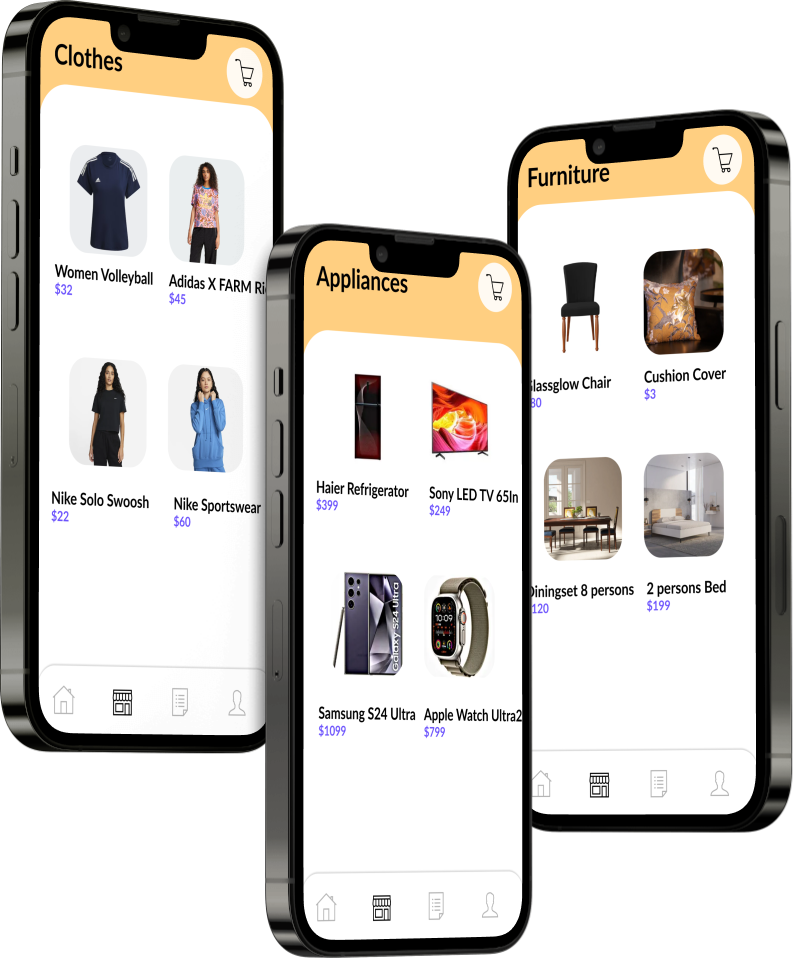 Clothes
Women Volleyball
$32
Adidas X FARM
$45
Nike Solo Swoosh
$22
Nike Sportswear
$60
Appliances
Haier Refrigerator
$399
Sony LED TV 65In
$249
Galaxy S24 Ultra
Samsung S24 Ultra
$1099
Apple Watch Ultra2
$799
Furniture
lassglow Chair
80
Cushion Cover
$3
Diningset 8 persons
120
2 persons Bed
$199